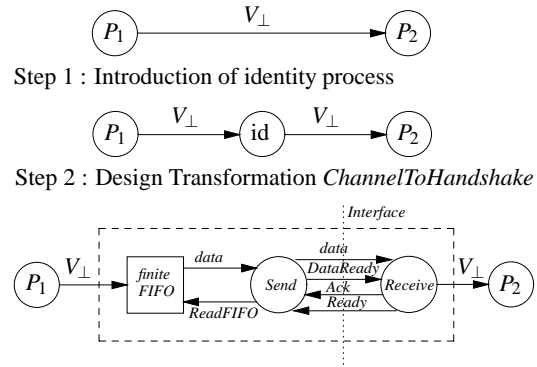 V⊥
P1 P2
Step 1 : Introduction of identity process
V⊥ V⊥
P1 id P2
Step 2 : Design Transformation ChannelToHandshake
Interface
data data
V⊥ finite DataReady V⊥
P1 FIFO Send Ack Receive P2
ReadFIFO Ready